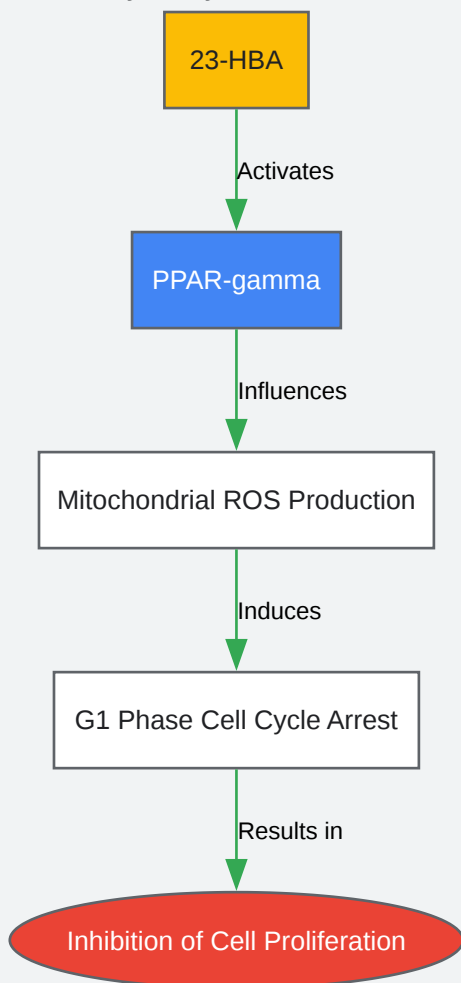 23-HBA
Activates
PPAR-gamma
Influences
Mitochondrial ROS Production
Induces
G1 Phase Cell Cycle Arrest
Results in
Inhibition of Cell Proliferation